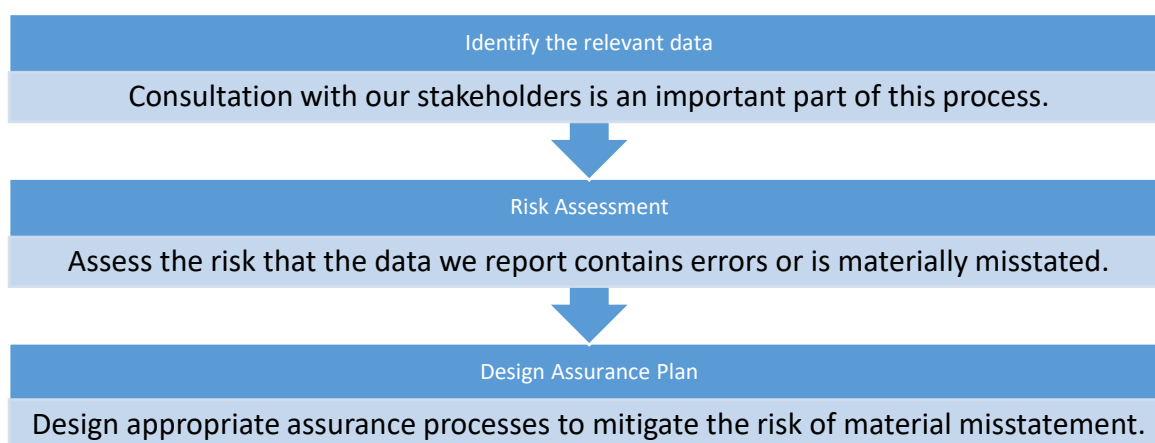 Identify the relevant data
Consultation with our stakeholders is an important part of this process.
Risk Assessment
Assess the risk that the data we report contains errors or is materially misstated.
Design Assurance Plan
Design appropriate assurance processes to mitigate the risk of material misstatement.